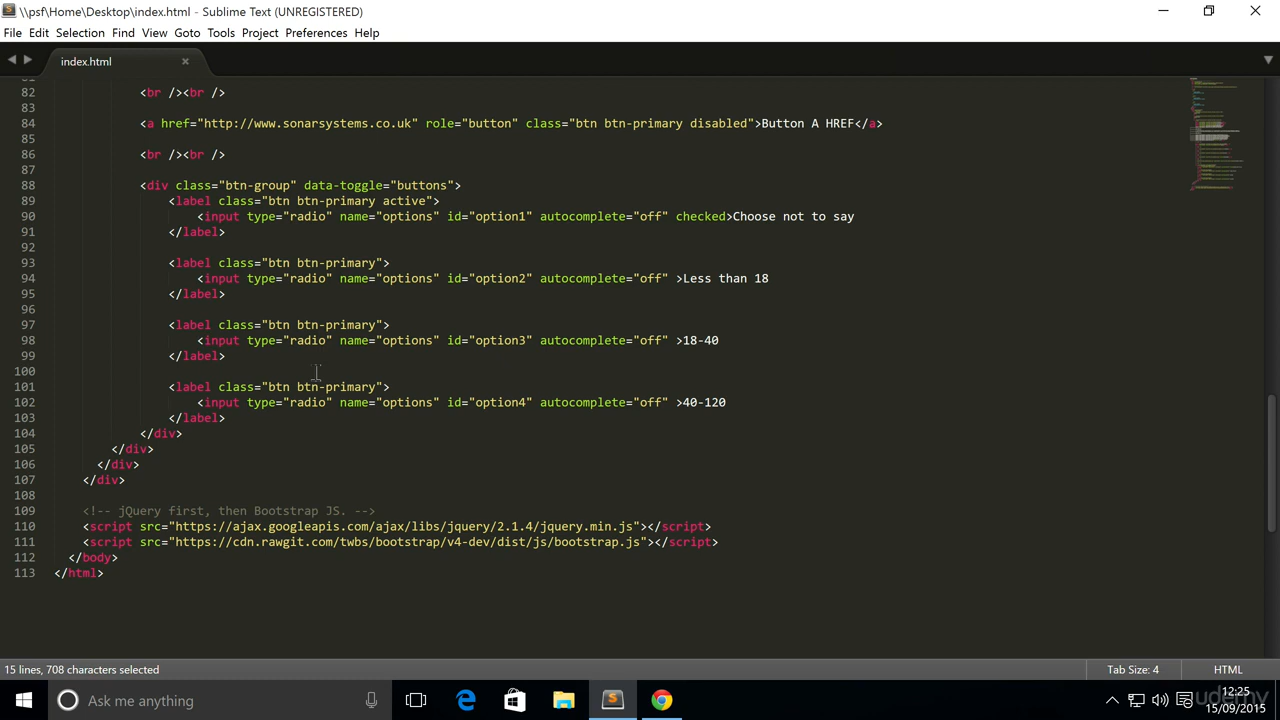 \\psf\Home\Desktop\index.html - Sublime Text (UNREGISTERED)
File Edit Selection Find View Goto Tools Project Preferences Help
index.html
82 <br /><br />
83
84 <a href="http://www.sonarsystems.co.uk" role="button" class="btn btn-primary disabled">Button A HREF</a>
85
86 <br /><br />
87
88 <div class="btn-group" data-toggle="buttons">
89 <label class="btn btn-primary active">
90 <input type="radio" name="options" id="option1" autocomplete="off" checked>Choose not to say
91 </label>
92
93 <label class="btn btn-primary">
94 <input type="radio" name="options" id="option2" autocomplete="off" >Less than 18
95 </label>
96
97 <label class="btn btn-primary">
98 <input type="radio" name="options" id="option3" autocomplete="off" >18-40
99 </label>
100
101 <label class="btn btn-primary">
102 <input type="radio" name="options" id="option4" autocomplete="off" >40-120
103 </label>
104 </div>
105 </div>
106 </div>
107 </div>
108
109 <!-- jQuery first, then Bootstrap JS. -->
110 <script src="https://ajax.googleapis.com/ajax/libs/jquery/2.1.4/jquery.min.js"></script>
111 <script src="https://cdn.rawgit.com/twbs/bootstrap/v4-dev/dist/js/bootstrap.js"></script>
112 </body>
113 </html>
15 lines, 708 characters selected Tab Size: 4 HTML
Ask me anything
12:25
15/09/2015
udemy